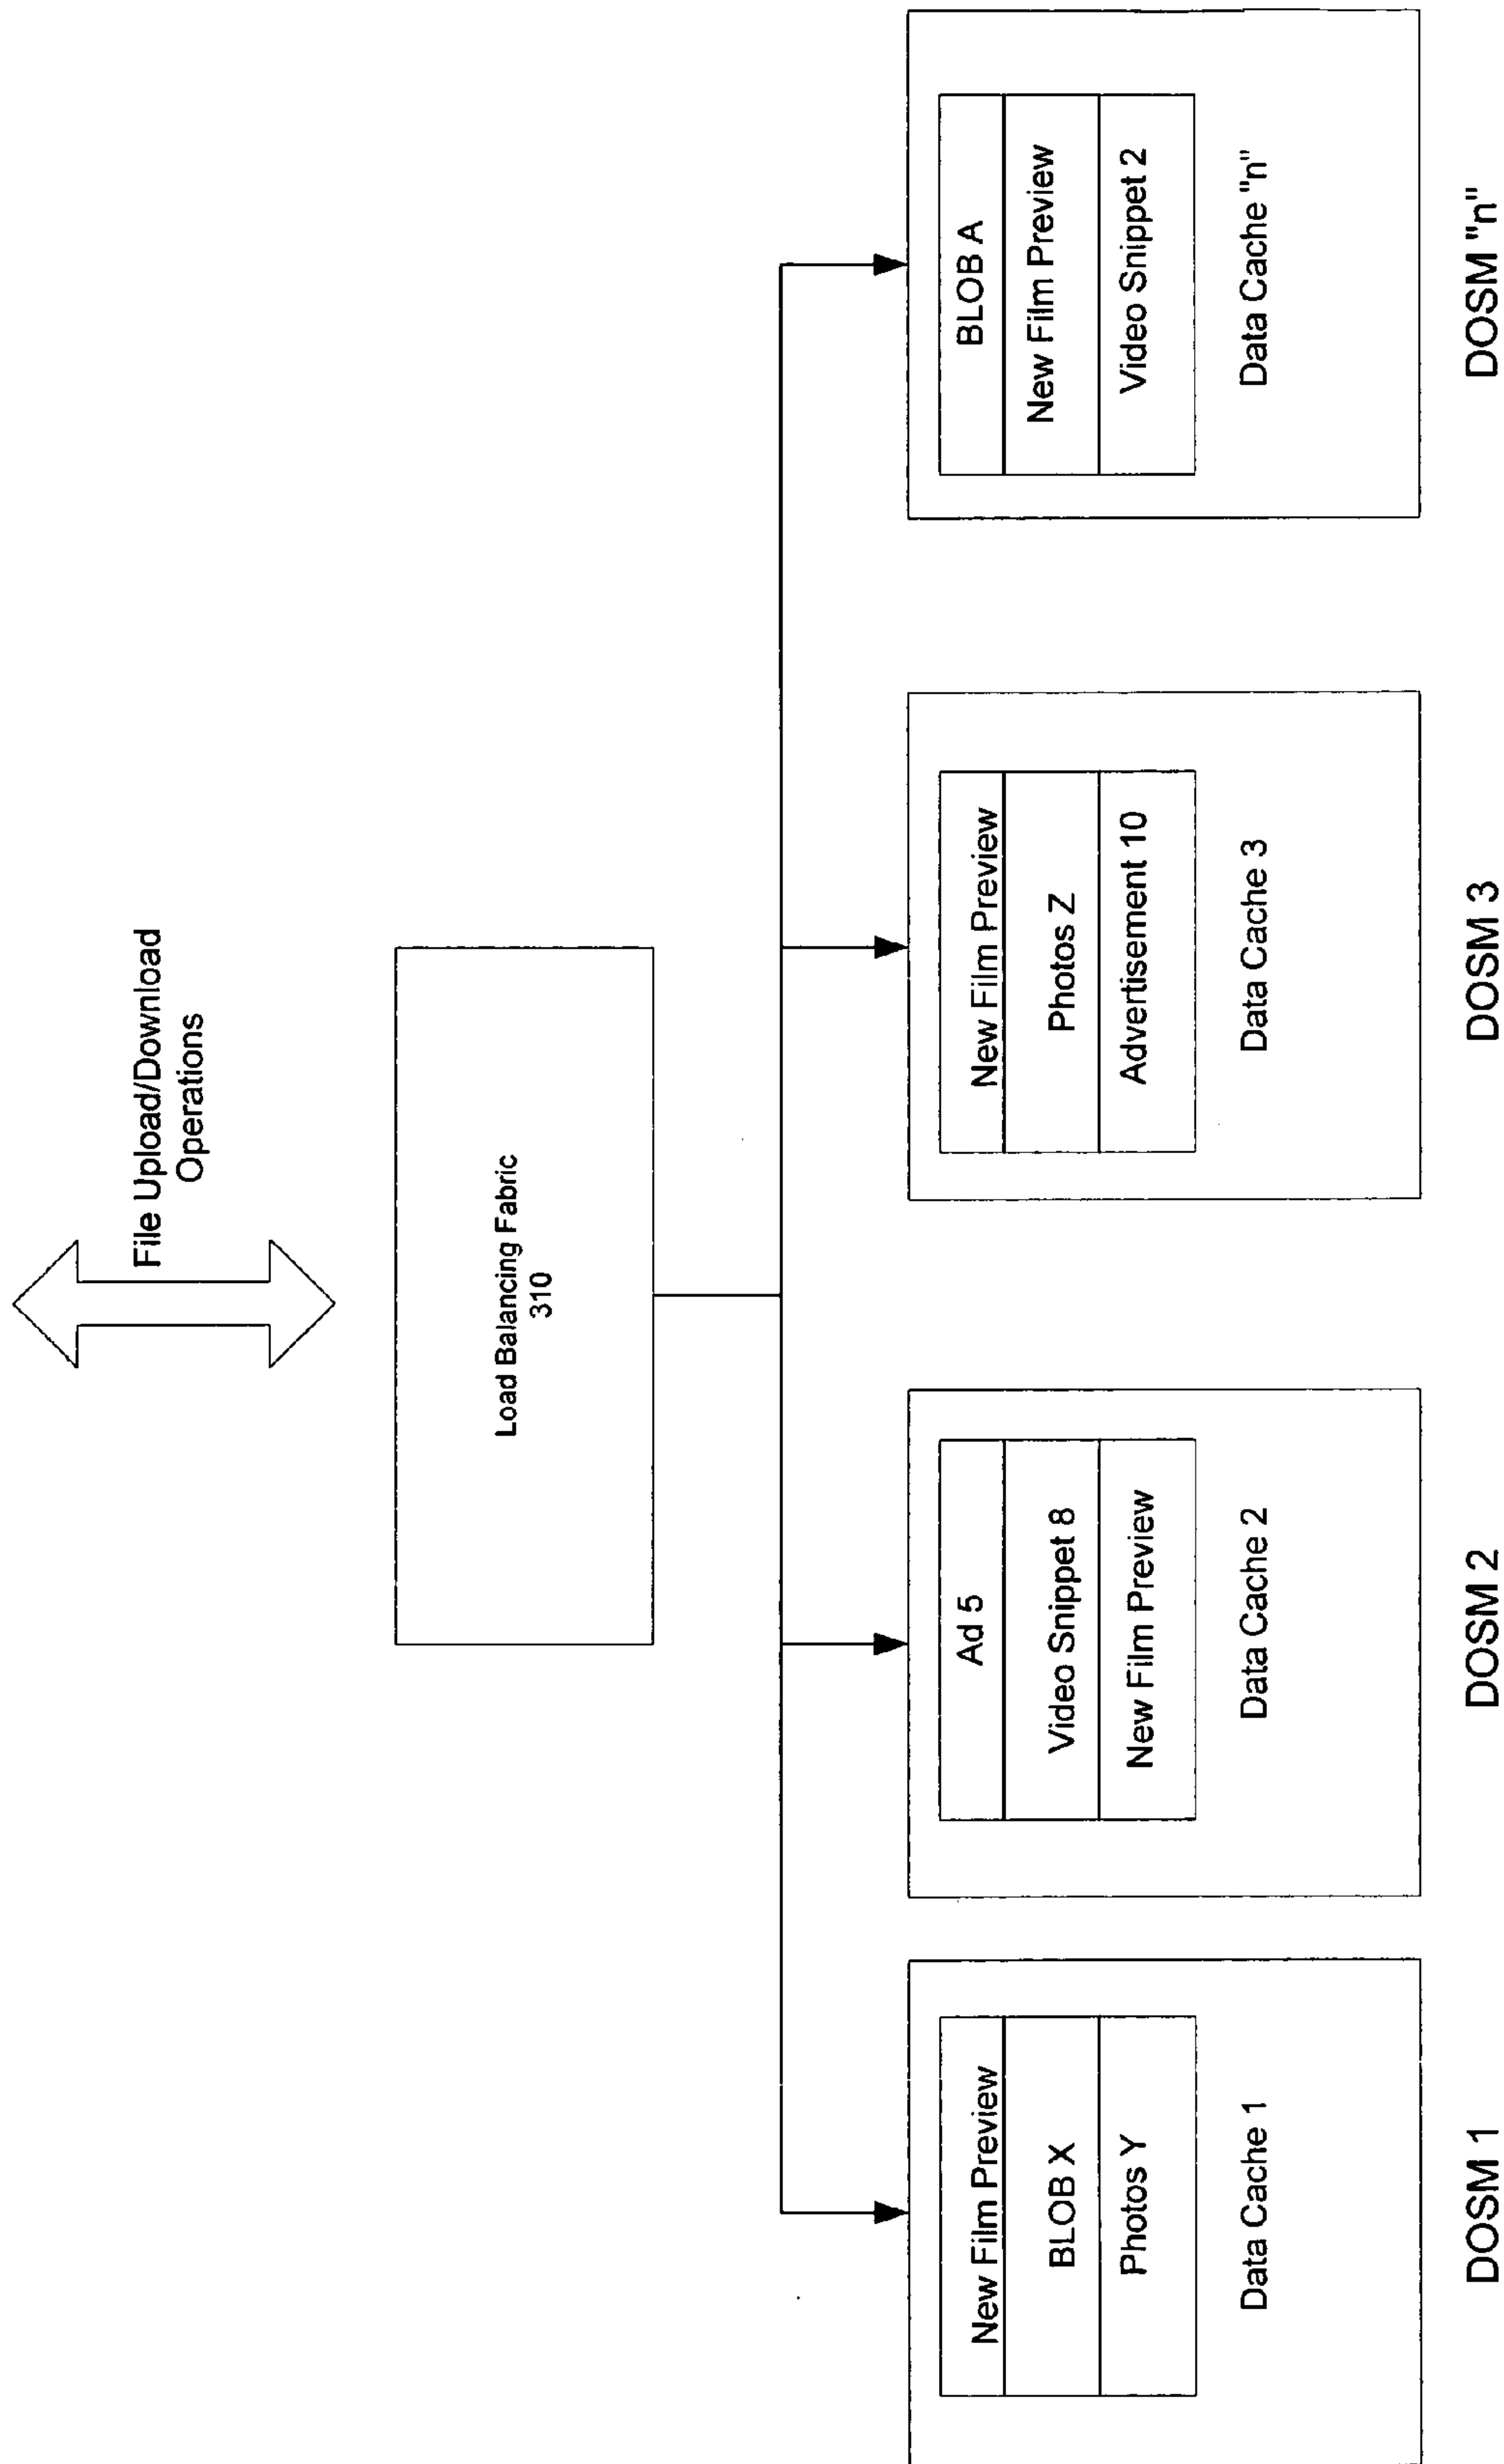 File Upload/Download
Operations
Load Balancing Fabric
310
New Film Preview
BLOB X
Photos Y
Data Cache 1
DOSM 1
Ad 5
Video Snippet 8
New Film Preview
Data Cache 2
DOSM 2
New Film Preview
Photos Z
Advertisement 10
Data Cache 3
DOSM 3
BLOB A
New Film Preview
Video Snippet 2
Data Cache "n"
DOSM "n"